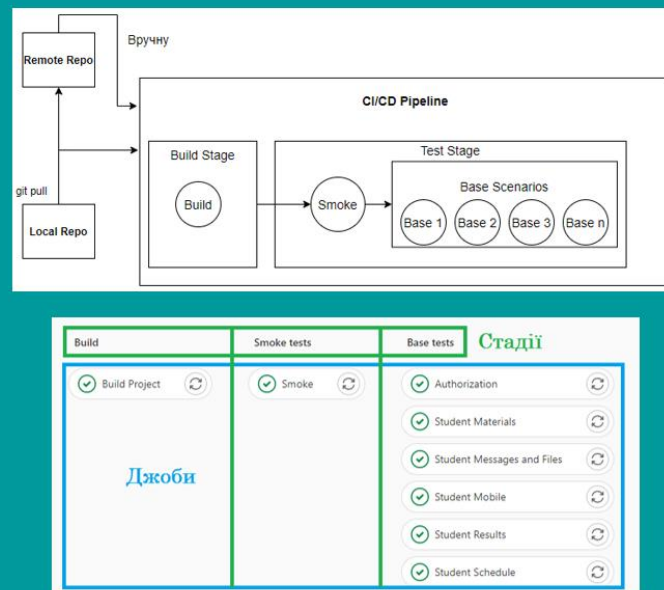 Вручну
Remote Repo
CI/CD Pipeline
Build Stage
Test Stage
Base Scenarios
git pull
Build
Smoke
Base 1
Base 2
Base 3
Base n
Local Repo
Build
Smoke tests
Base tests
Стадії
Build Project
Smoke
Authorization
Student Materials
Джоби
Student Messages and Files
Student Mobile
Student Results
Student Schedule